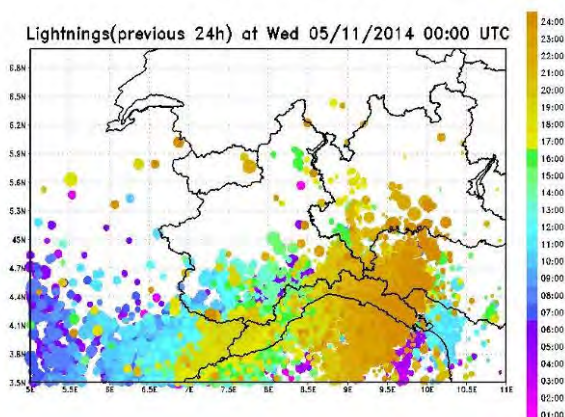 Lightnings(previous 24h) at Wed 05/11/2014 00:00 UTC
24:00
23:00
22:00
21:00
20:00
19:00
18:00
17:00
16:00
15:00
14:00
13:00
12:00
11:00
10:00
09:00
08:00
07:00
06:00
05:00
04:00
03:00
02:00
01:00
6.8N
6.5N
6.2N
5.9N
5.6N
5.3N
45N
4.7N
4.4N
4.1N
3.8N
3.5N
5E 5.5E 6E 6.5E 7E 7.5E 8E 8.5E 9E 9.5E 10E 10.5E 11E